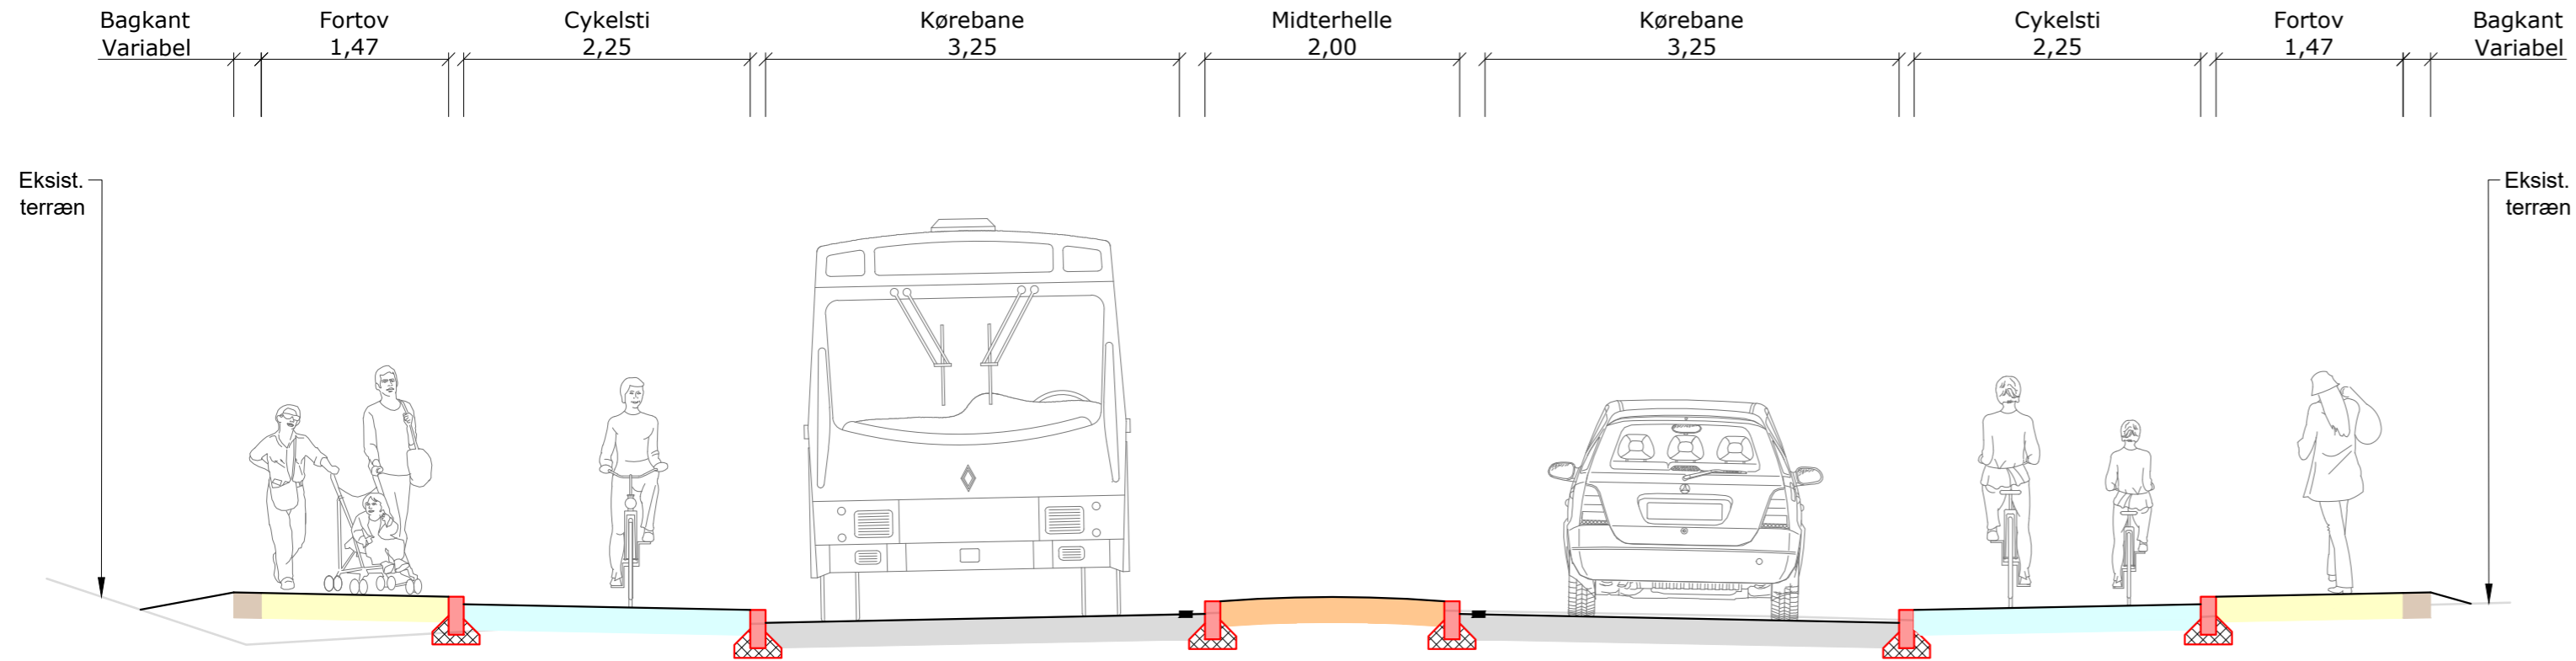 Bagkant
Variabel
Fortov
1,47
Cykelsti
2,25
Kørebane
3,25
Midterhelle
2,00
Kørebane
3,25
Cykelsti
2,25
Fortov
1,47
Bagkant
Variabel
Eksist.
terræn
Eksist.
terræn